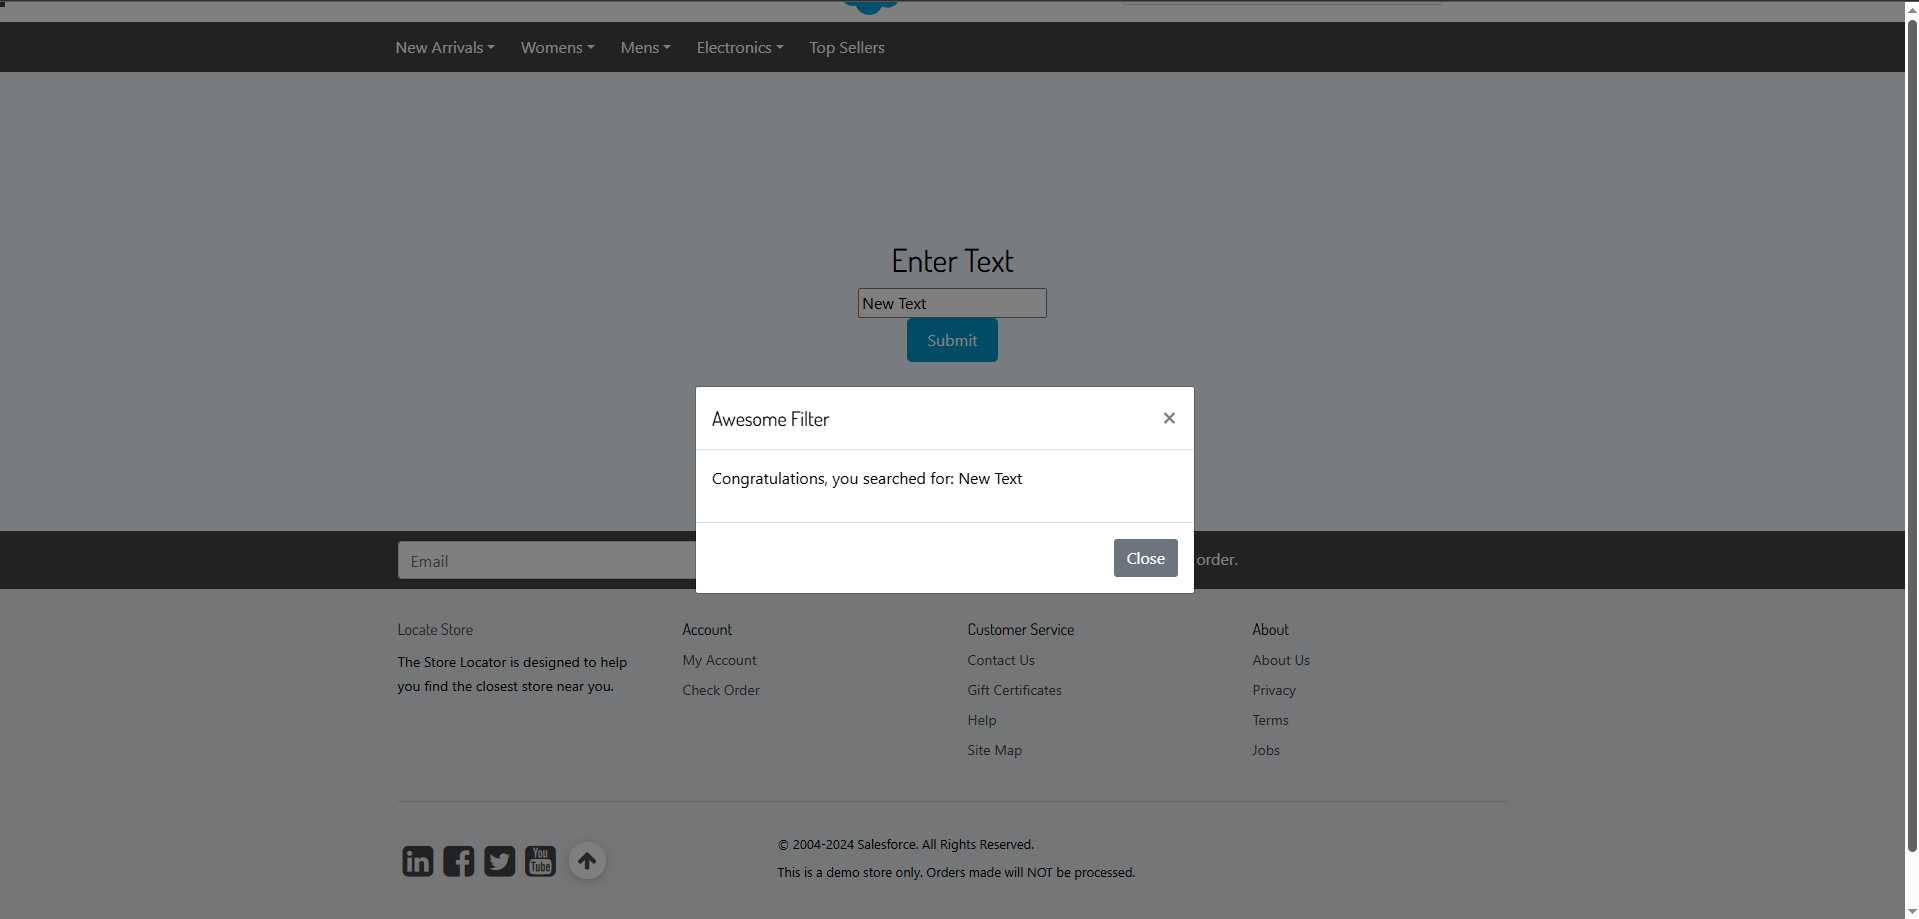 New Arrivals Womens Mens Electronics Top Sellers
Enter Text
New Text
Submit
Awesome Filter ×
Congratulations, you searched for: New Text
Close
Email
order.
Locate Store
The Store Locator is designed to help
you find the closest store near you.
Account
My Account
Check Order
Customer Service
Contact Us
Gift Certificates
Help
Site Map
About
About Us
Privacy
Terms
Jobs
in f You Tube
© 2004-2024 Salesforce. All Rights Reserved.
This is a demo store only. Orders made will NOT be processed.